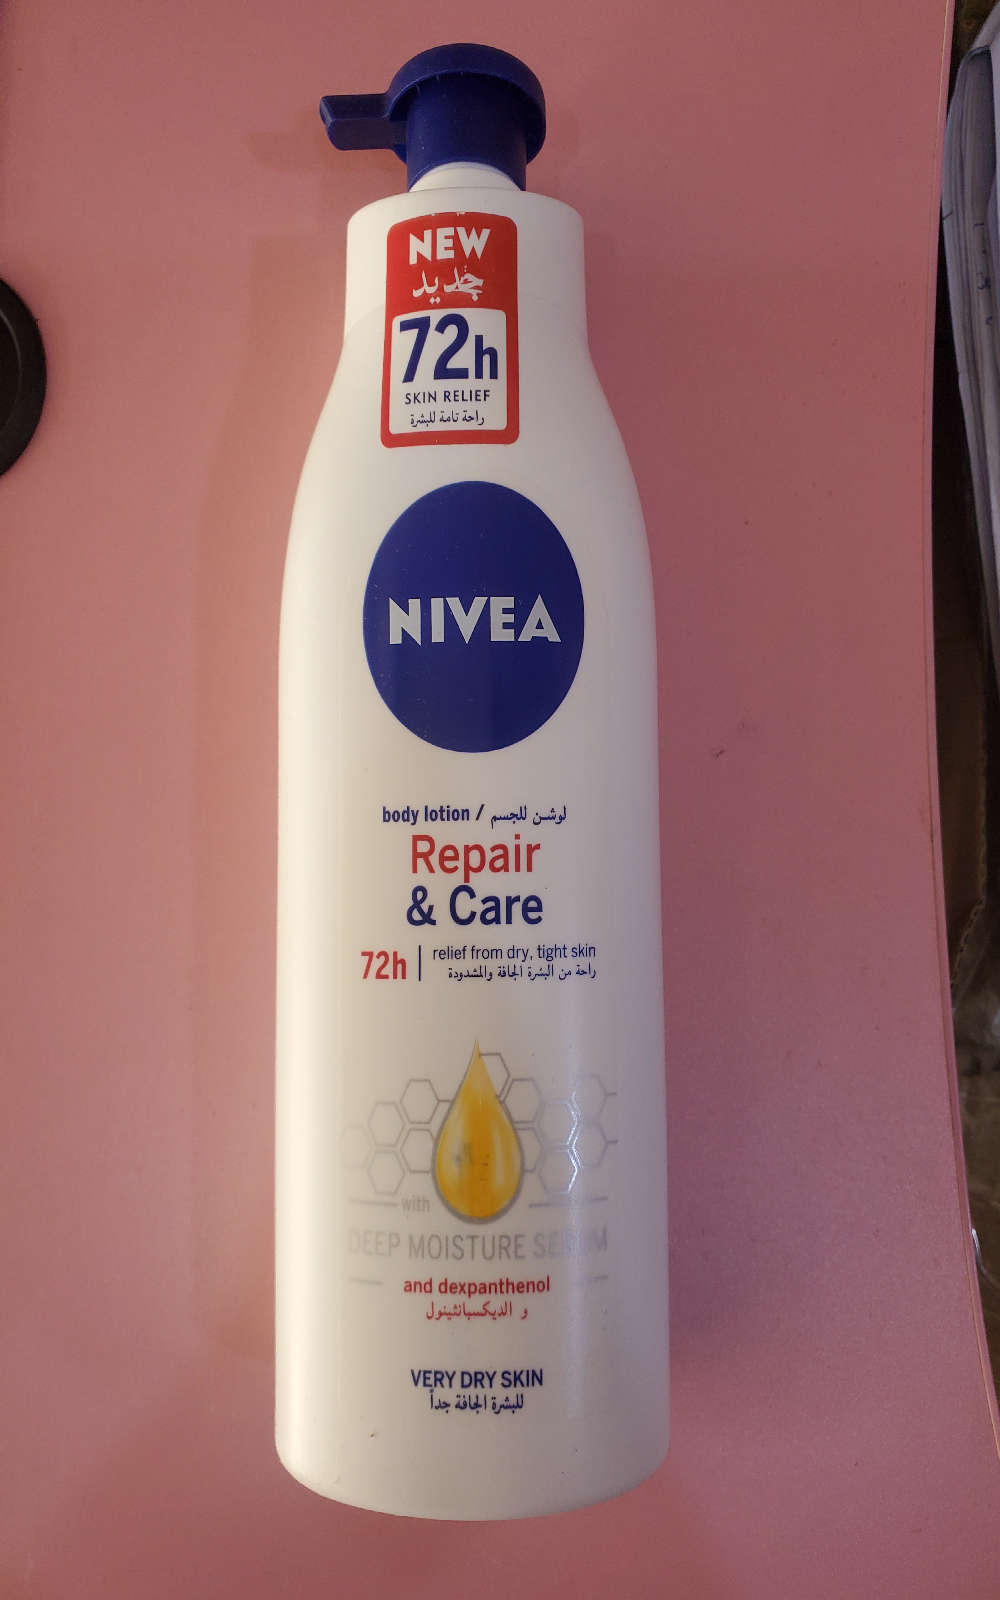 NEW
جديد
72h
SKIN RELIEF
راحة تامة للبشرة
NIVEA
body lotion / لوشن للجسم
Repair
& Care
72h | relief from dry, tight skin
راحة من البشرة الجافة والمشدودة
with
DEEP MOISTURE SERUM
and dexpanthenol
و الديكسبانثينول
VERY DRY SKIN
للبشرة الجافة جداً